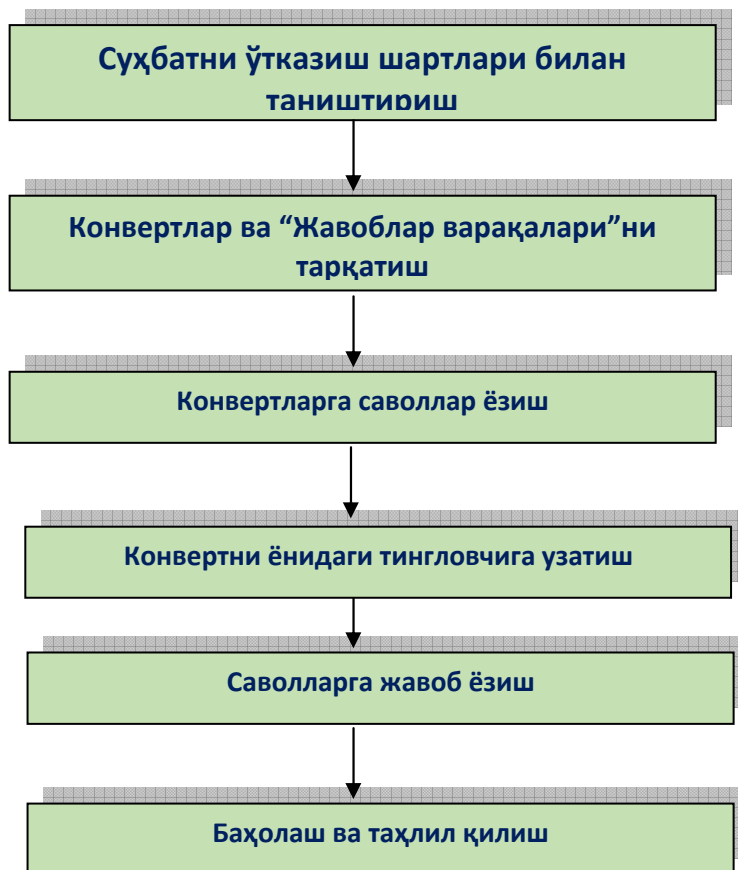 Суҳбатни ўтказиш шартлари билан
таништириш
Конвертлар ва “Жавоблар варақалари”ни
тарқатиш
Конвертларга саволлар ёзиш
Конвертни ёнидаги тингловчига узатиш
Саволларга жавоб ёзиш
Баҳолаш ва таҳлил қилиш